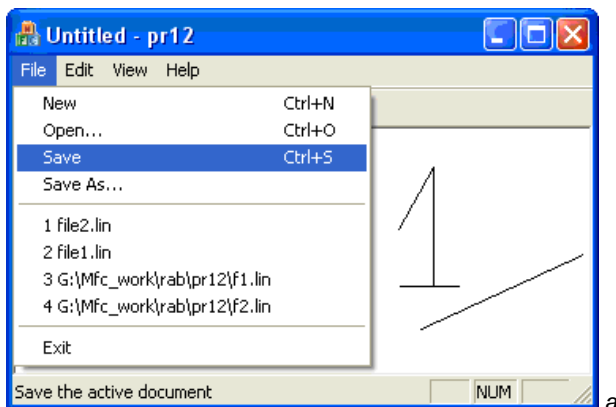 Untitled - pr12
File Edit View Help
New Ctrl+N
Open... Ctrl+O
Save Ctrl+S
Save As...
1 file2.lin
2 file1.lin
3 G:\Mfc_work\rab\pr12\f1.lin
4 G:\Mfc_work\rab\pr12\f2.lin
Exit
Save the active document NUM
a